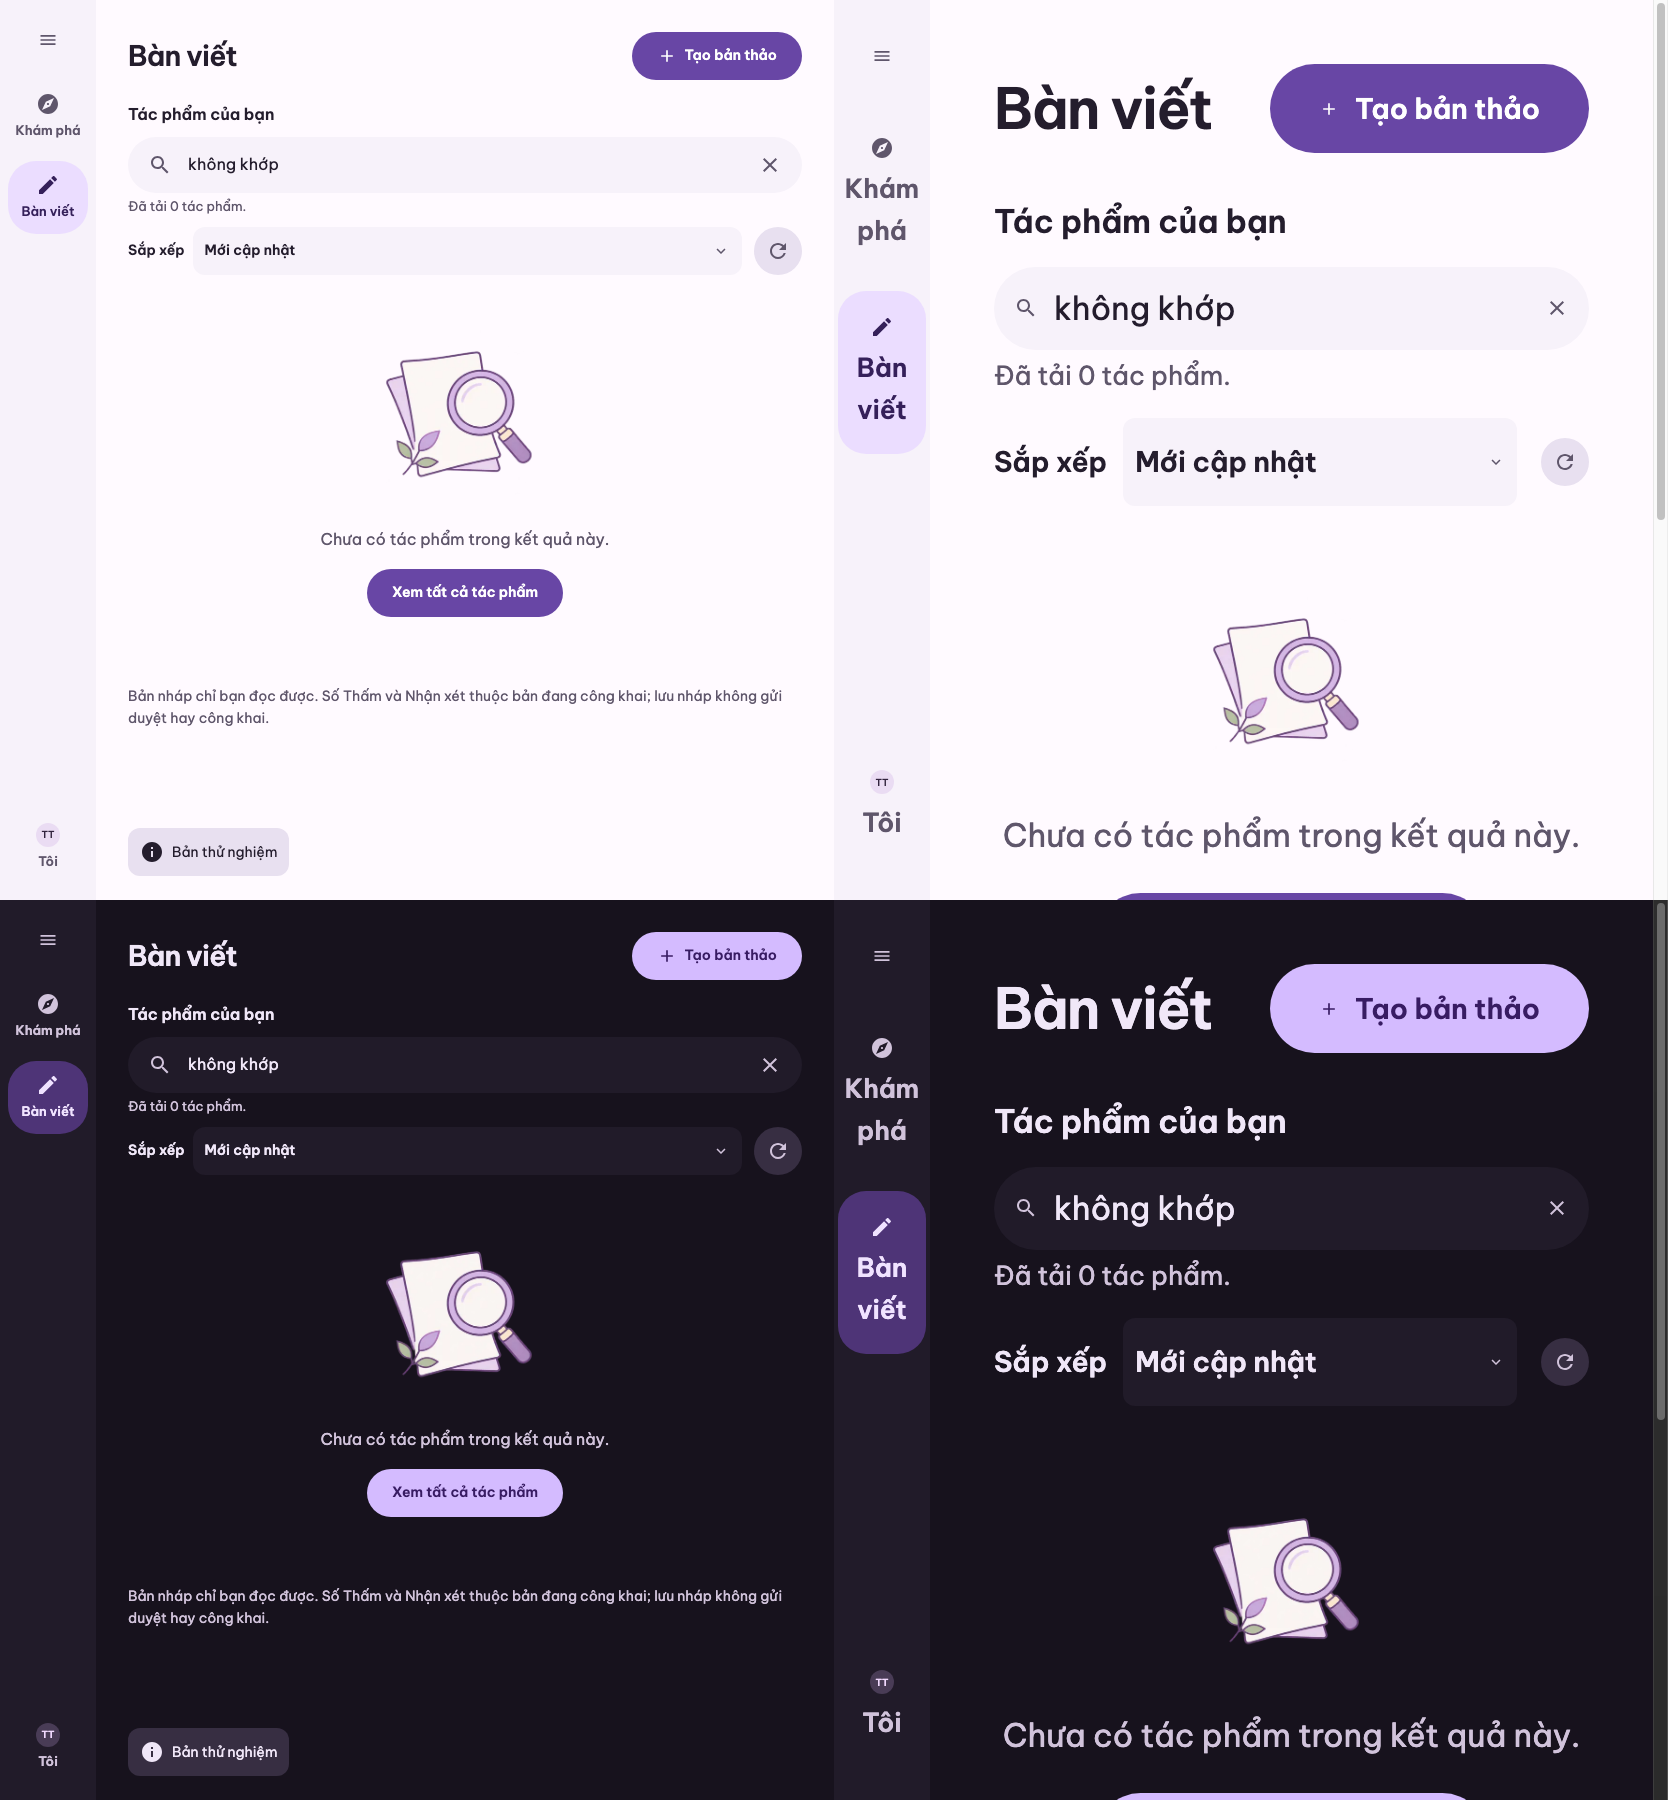 Bàn viết
Tạo bản thảo
Khám phá
Tác phẩm của bạn
không khớp
Bàn viết
Đã tải 0 tác phẩm.
Sắp xếp
Mới cập nhật
Chưa có tác phẩm trong kết quả này.
Xem tất cả tác phẩm
Bản nháp chỉ bạn đọc được. Số Thấm và Nhận xét thuộc bản đang công khai; lưu nháp không gửi
duyệt hay công khai.
TT
Tôi
Bản thử nghiệm
Bàn viết
Tạo bản thảo
Khám
phá
Tác phẩm của bạn
không khớp
Bàn
viết
Đã tải 0 tác phẩm.
Sắp xếp
Mới cập nhật
TT
Tôi
Chưa có tác phẩm trong kết quả này.
Bàn viết
Tạo bản thảo
Khám phá
Tác phẩm của bạn
không khớp
Bàn viết
Đã tải 0 tác phẩm.
Sắp xếp
Mới cập nhật
Chưa có tác phẩm trong kết quả này.
Xem tất cả tác phẩm
Bản nháp chỉ bạn đọc được. Số Thấm và Nhận xét thuộc bản đang công khai; lưu nháp không gửi
duyệt hay công khai.
TT
Tôi
Bản thử nghiệm
Bàn viết
Tạo bản thảo
Khám
phá
Tác phẩm của bạn
không khớp
Bàn
viết
Đã tải 0 tác phẩm.
Sắp xếp
Mới cập nhật
TT
Tôi
Chưa có tác phẩm trong kết quả này.